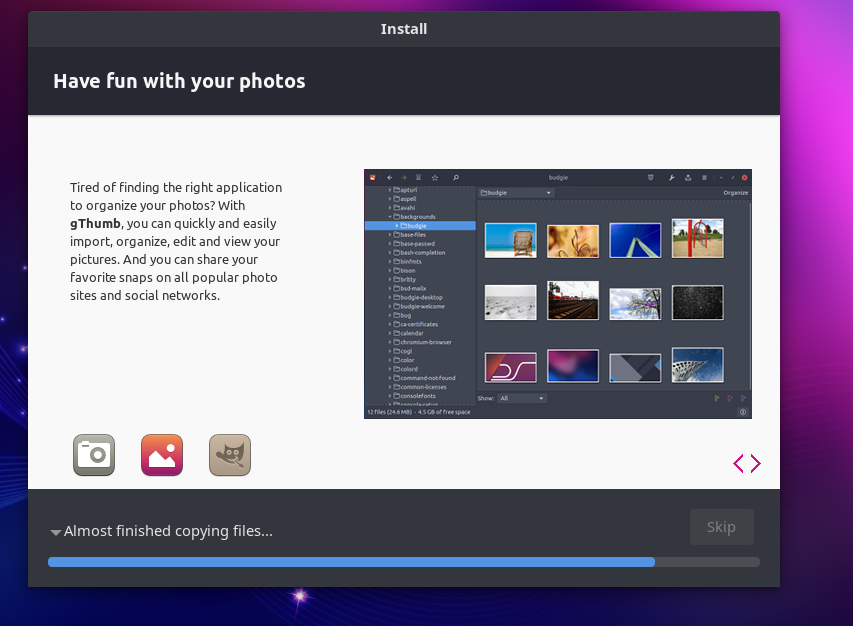 Install
Have fun with your photos
Tired of finding the right application
to organize your photos? With
gThumb, you can quickly and easily
import, organize, edit and view your
pictures. And you can share your
favorite snaps on all popular photo
sites and social networks.
budgie
budgie
Organize
apturl
aspell
avahi
backgrounds
budgie
base-files
base-passwd
bash-completion
binfmts
bison
brltty
bsd-mailx
budgie-desktop
budgie-welcome
bug
ca-certificates
calendar
chromium-browser
cogl
color
colord
command-not-found
common-licenses
consolefonts
console-setup
Show: All
12 files (24.6 MB) - 4.5 GB of free space
Almost finished copying files...
Skip